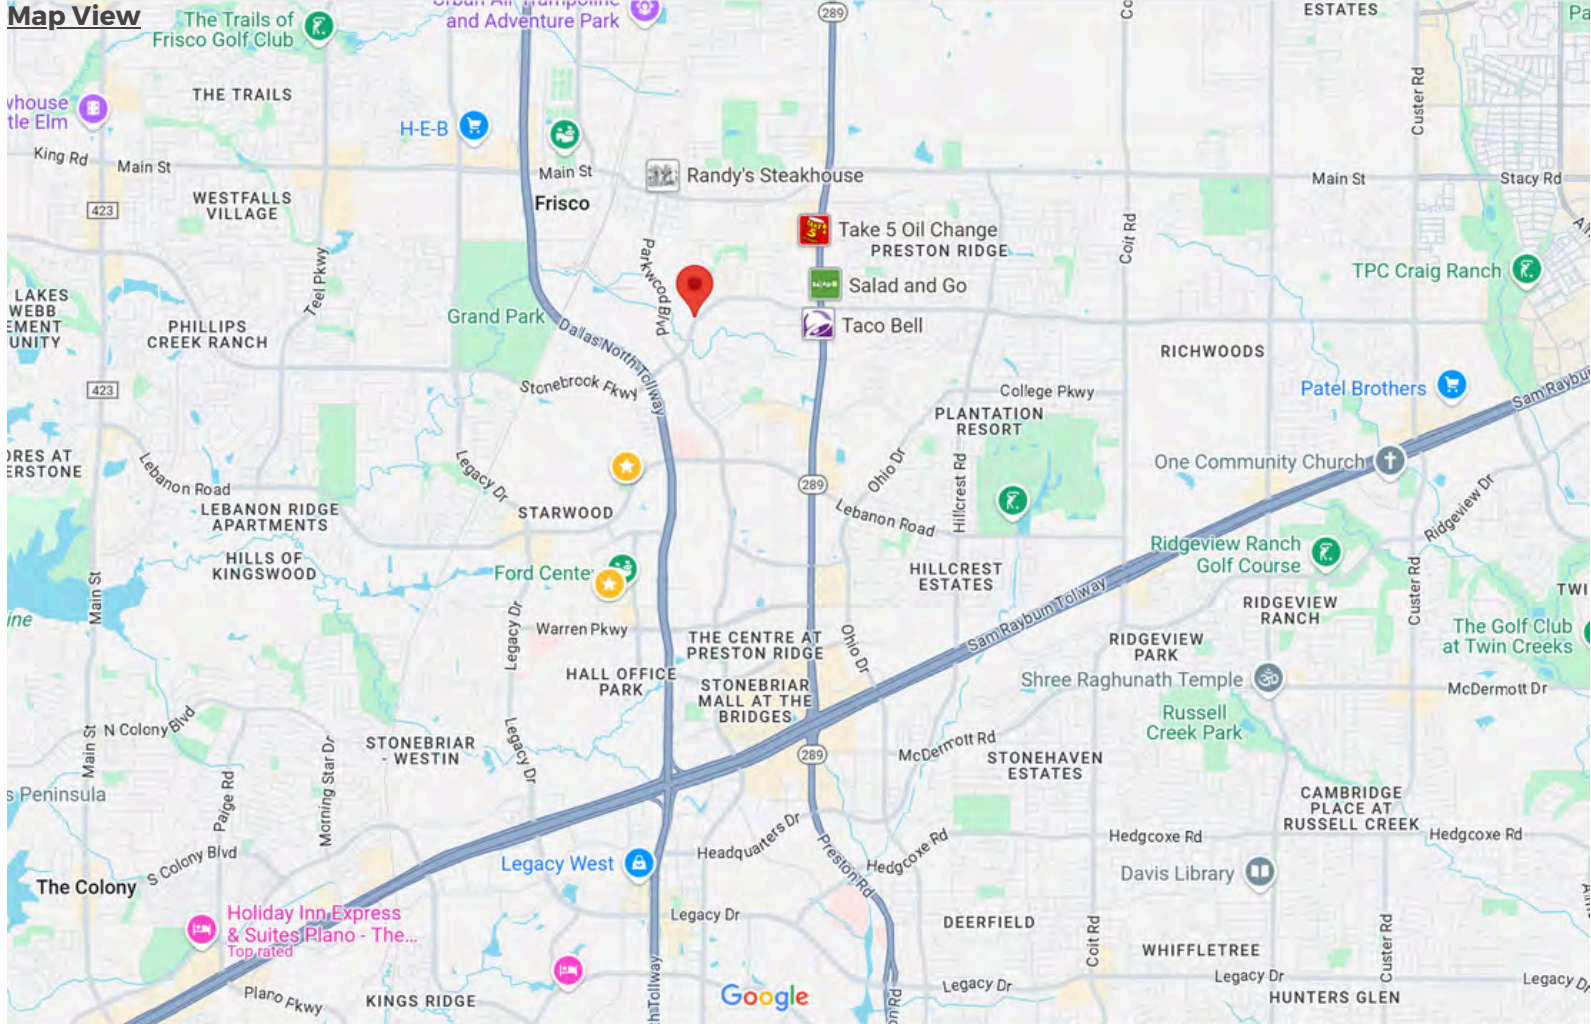 Map View
The Trails of
Frisco Golf Club
Urban Air Trampoline
and Adventure Park
289
ESTATES
THE TRAILS
H-E-B
Custer Rd
King Rd
Main St
Main St
Randy's Steakhouse
Main St
Stacy Rd
WESTFALLS
VILLAGE
Frisco
423
Take 5 Oil Change
PRESTON RIDGE
Coit Rd
Parkwood Blvd
TPC Craig Ranch
Teel Pkwy
Salad and Go
LAKES
WEBB
Grand Park
Taco Bell
PHILLIPS
CREEK RANCH
Dallas North Tollway
RICHWOODS
Stonebrook Pkwy
College Pkwy
Patel Brothers
423
PLANTATION
RESORT
Sam Rayburn
Lebanon Road
Legacy Dr
Ohio Dr
Hillcrest Rd
One Community Church
289
LEBANON RIDGE
APARTMENTS
STARWOOD
Lebanon Road
Ridgeview Dr
HILLS OF
KINGSWOOD
Ford Center
HILLCREST
ESTATES
Ridgeview Ranch
Golf Course
Custer Rd
Main St
Sam Rayburn Tollway
RIDGEVIEW
RANCH
Legacy Dr
Warren Pkwy
THE CENTRE AT
PRESTON RIDGE
Ohio Dr
RIDGEVIEW
PARK
The Golf Club
at Twin Creeks
HALL OFFICE
PARK
STONEBRIAR
MALL AT THE
BRIDGES
Shree Raghunath Temple
McDermott Dr
N Colony Blvd
Russell
Creek Park
Main St
STONEBRIAR
- WESTIN
Legacy Dr
289
McDermott Rd
STONEHAVEN
ESTATES
Morning Star Dr
Paige Rd
s Peninsula
CAMBRIDGE
PLACE AT
RUSSELL CREEK
Headquarters Dr
Preston Rd
Hedgcoxe Rd
Hedgcoxe Rd
Hedgcoxe Rd
S Colony Blvd
Legacy West
The Colony
Davis Library
Holiday Inn Express
& Suites Plano - The...
Top rated
Legacy Dr
DEERFIELD
Coit Rd
WHIFFLETREE
Custer Rd
Plano Pkwy
KINGS RIDGE
Google
Legacy Dr
Legacy Dr
Legacy Dr
HUNTERS GLEN